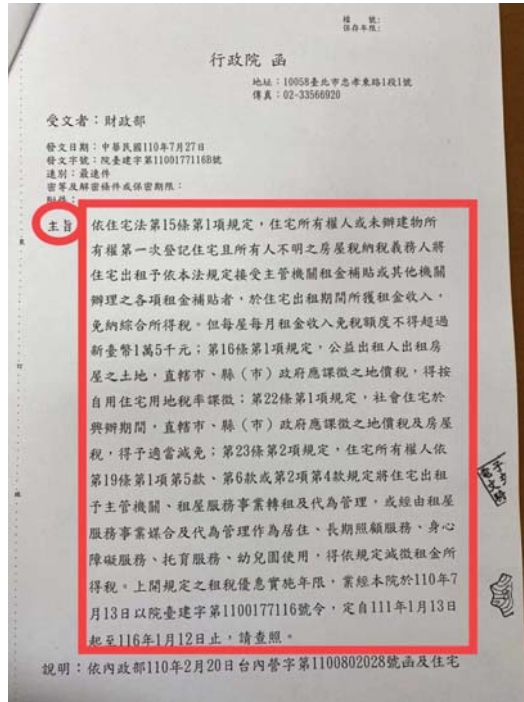 檔　號：
保存年限：
行政院 函
地址：10058臺北市忠孝東路1段1號
傳真：02-33566920
受文者：財政部
發文日期：中華民國110年7月27日
發文字號：院臺建字第1100177116B號
速別：最速件
密等及解密條件或保密期限：
附件：
主旨 依住宅法第15條第1項規定，住宅所有權人或未辦建物所
有權第一次登記住宅且所有人不明之房屋稅納稅義務人將
住宅出租予依本法規定接受主管機關租金補貼或其他機關
辦理之各項租金補貼者，於住宅出租期間所獲租金收入，
免納綜合所得稅。但每屋每月租金收入免稅額度不得超過
新臺幣1萬5千元；第16條第1項規定，公益出租人出租房
屋之土地，直轄市、縣（市）政府應課徵之地價稅，得按
自用住宅用地稅率課徵；第22條第1項規定，社會住宅於
興辦期間，直轄市、縣（市）政府應課徵之地價稅及房屋
稅，得予適當減免；第23條第2項規定，住宅所有權人依
第19條第1項第5款、第6款或第2項第4款規定將住宅出租
予主管機關、租屋服務事業轉租及代為管理，或經由租屋
服務事業媒合及代為管理作為居住、長期照顧服務、身心
障礙服務、托育服務、幼兒園使用，得依規定減徵租金所
得稅。上開規定之租稅優惠實施年限，業經本院於110年7
月13日以院臺建字第1100177116號令，定自111年1月13日
起至116年1月12日止，請查照。
說明：依內政部110年2月20日台內營字第1100802028號函及住宅